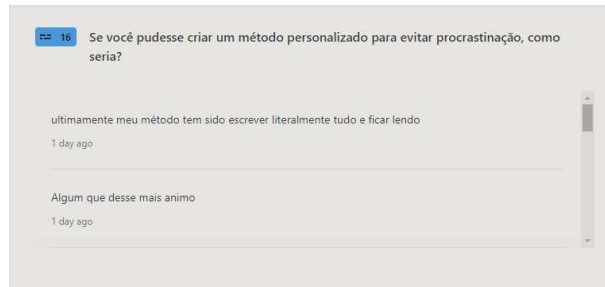 16 Se você pudesse criar um método personalizado para evitar procrastinação, como
seria?
ultimamente meu método tem sido escrever literalmente tudo e ficar lendo
1 day ago
Algum que desse mais animo
1 day ago